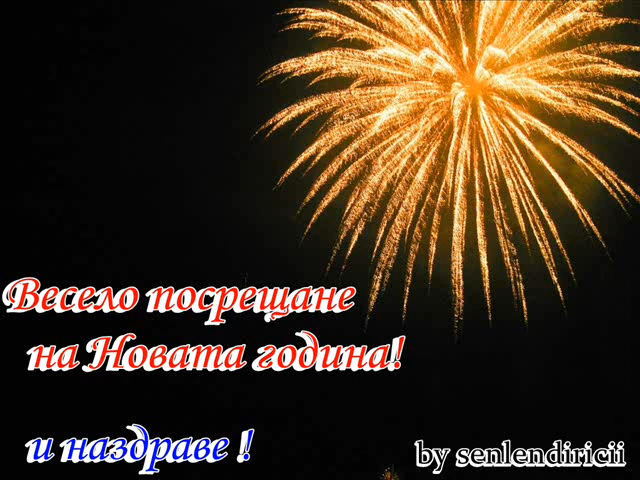 Весело посрещане
на Новата година!
и наздраве !
by senlendiricii